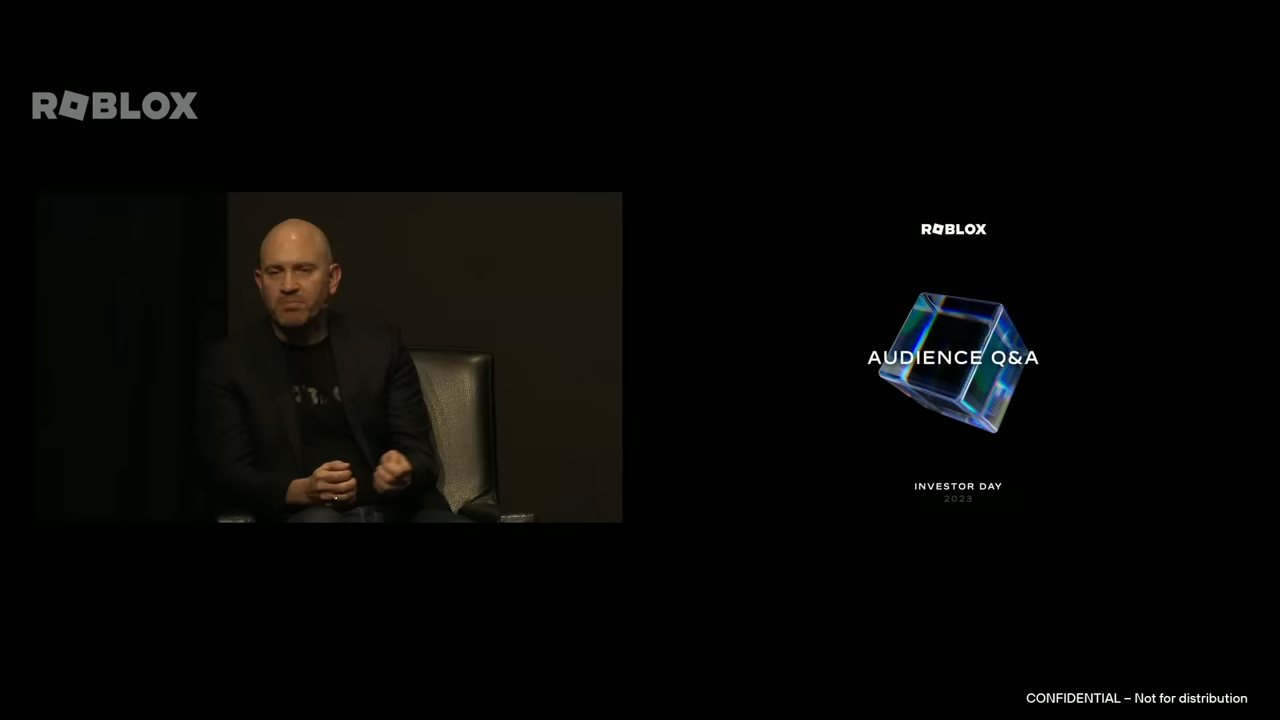 ROBLOX
ROBLOX
AUDIENCE Q&A
INVESTOR DAY
2023
CONFIDENTIAL – Not for distribution